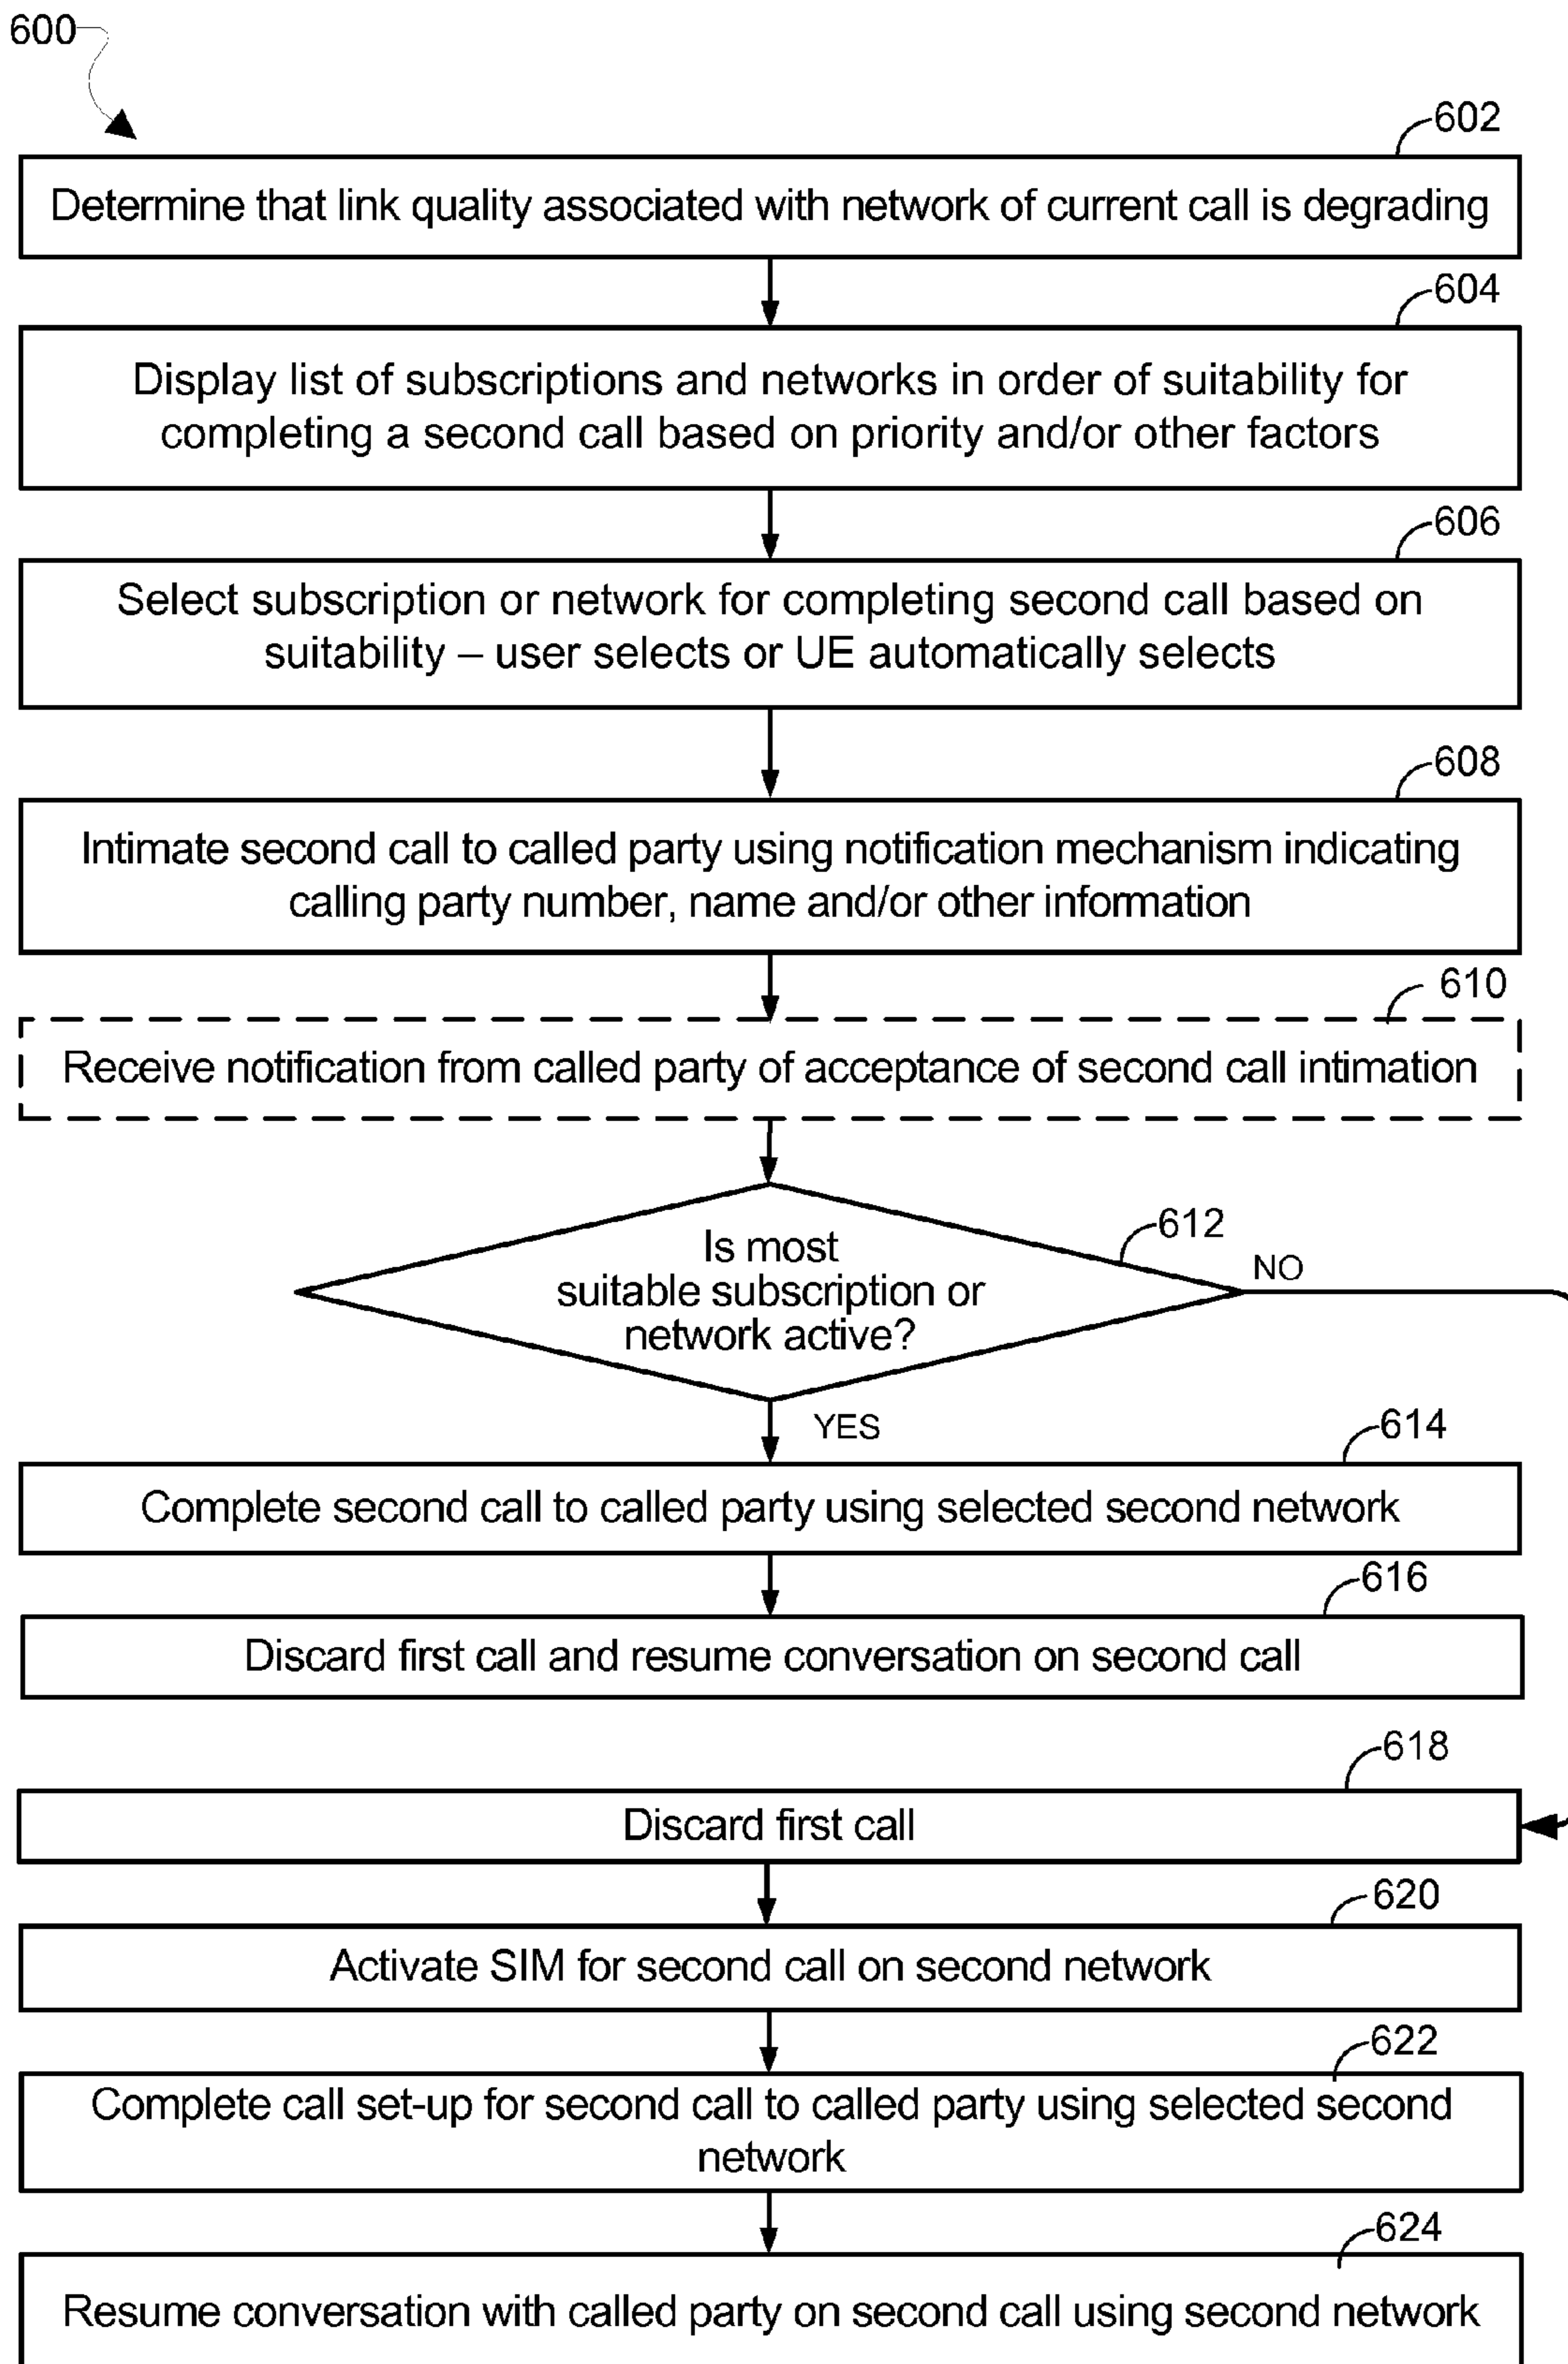 600
602
Determine that link quality associated with network of current call is degrading
604
Display list of subscriptions and networks in order of suitability for
completing a second call based on priority and/or other factors
606
Select subscription or network for completing second call based on
suitability – user selects or UE automatically selects
608
Intimate second call to called party using notification mechanism indicating
calling party number, name and/or other information
610
Receive notification from called party of acceptance of second call intimation
612
Is most
suitable subscription or
network active?
NO
YES
614
Complete second call to called party using selected second network
616
Discard first call and resume conversation on second call
618
Discard first call
620
Activate SIM for second call on second network
622
Complete call set-up for second call to called party using selected second
network
624
Resume conversation with called party on second call using second network